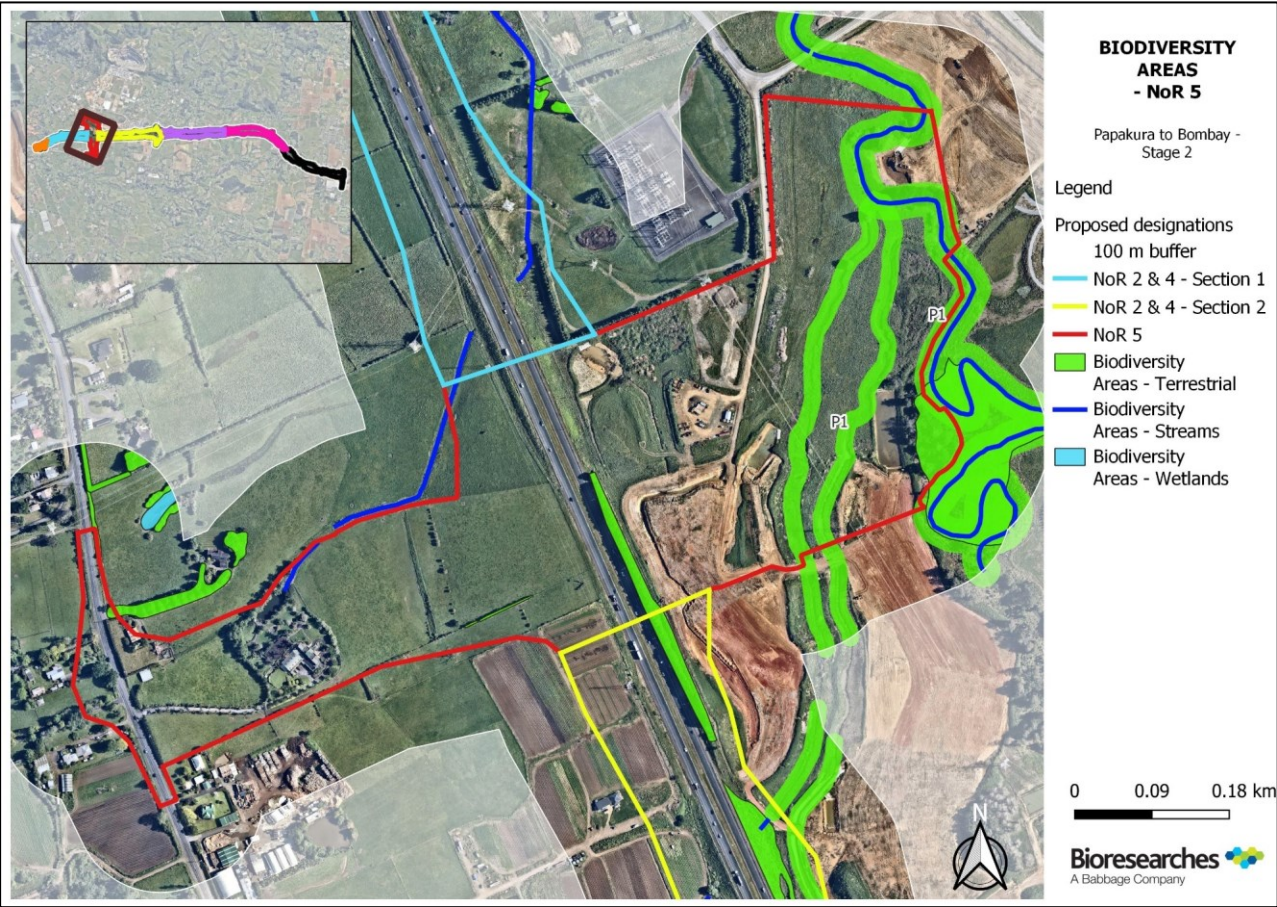 BIODIVERSITY
AREAS
- NoR 5
Papakura to Bombay -
Stage 2
Legend
Proposed designations
100 m buffer
NoR 2 & 4 - Section 1
NoR 2 & 4 - Section 2
NoR 5
Biodiversity
Areas - Terrestrial
Biodiversity
Areas - Streams
Biodiversity
Areas - Wetlands
P1
P1
N
0 0.09 0.18 km
Bioresearches
A Babbage Company